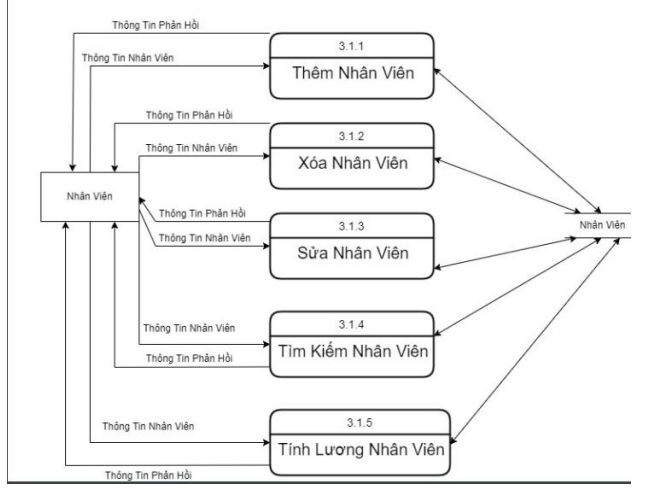 Thông Tin Phản Hồi
3.1.1
Thông Tin Nhân Viên
Thêm Nhân Viên
Thông Tin Phản Hồi
3.1.2
Thông Tin Nhân Viên
Xóa Nhân Viên
Nhân Viên
Thông Tin Phản Hồi
3.1.3
Nhân Viên
Thông Tin Nhân Viên
Sửa Nhân Viên
Thông Tin Nhân Viên
3.1.4
Thông Tin Phản Hồi
Tìm Kiếm Nhân Viên
Thông Tin Nhân Viên
3.1.5
Tính Lương Nhân Viên
Thông Tin Phản Hồi